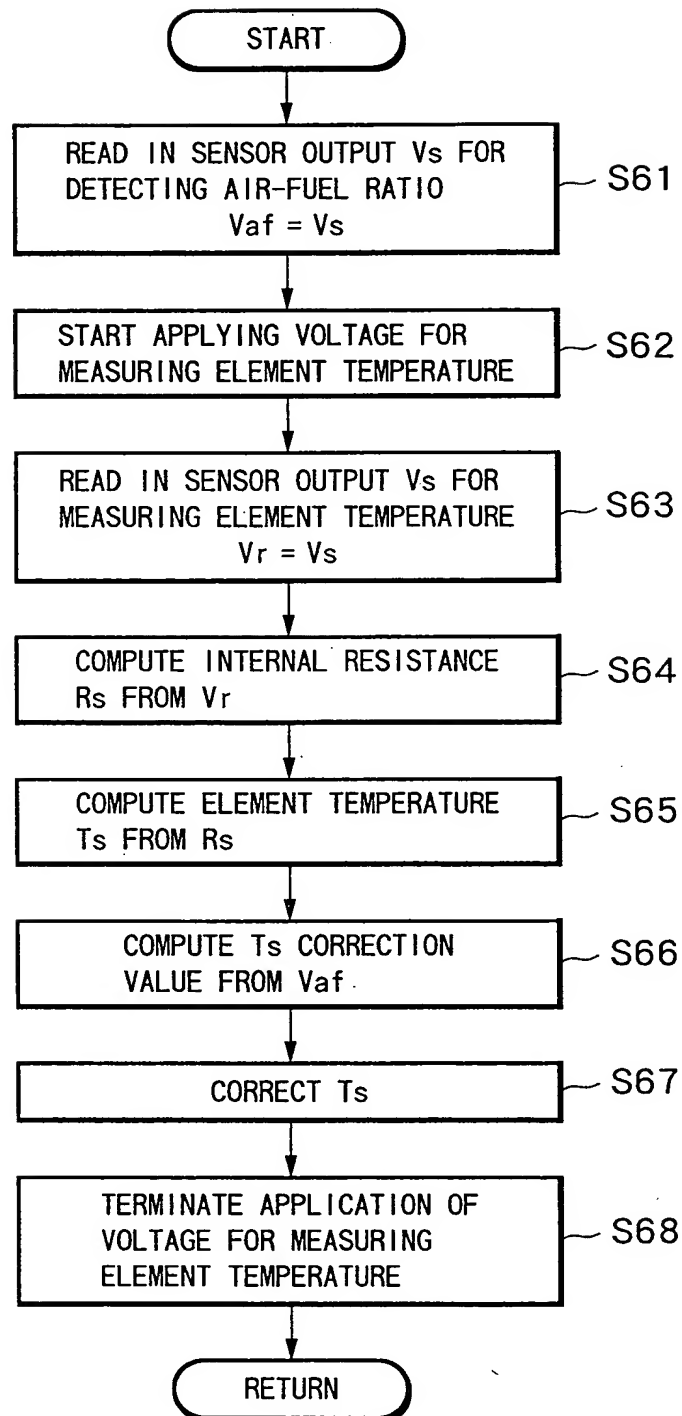 START
READ IN SENSOR OUTPUT Vs FOR
DETECTING AIR-FUEL RATIO
Vaf = Vs
S61
START APPLYING VOLTAGE FOR
MEASURING ELEMENT TEMPERATURE
S62
READ IN SENSOR OUTPUT Vs FOR
MEASURING ELEMENT TEMPERATURE
Vr = Vs
S63
COMPUTE INTERNAL RESISTANCE
Rs FROM Vr
S64
COMPUTE ELEMENT TEMPERATURE
Ts FROM Rs
S65
COMPUTE Ts CORRECTION
VALUE FROM Vaf
S66
CORRECT Ts
S67
TERMINATE APPLICATION OF
VOLTAGE FOR MEASURING
ELEMENT TEMPERATURE
S68
RETURN